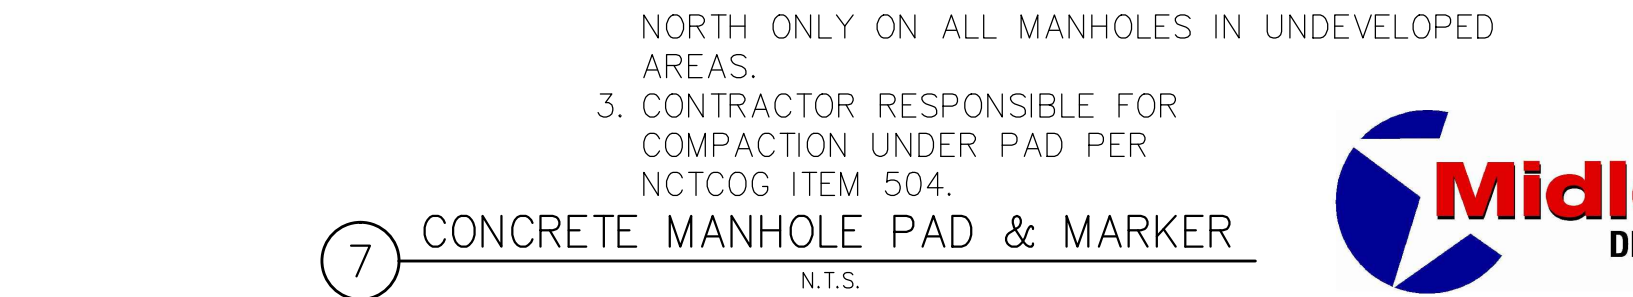 NORTH ONLY ON ALL MANHOLES IN UNDEVELOPED
AREAS.
3. CONTRACTOR RESPONSIBLE FOR
COMPACTION UNDER PAD PER
NCTCOG ITEM 504.
7 CONCRETE MANHOLE PAD & MARKER
N.T.S.